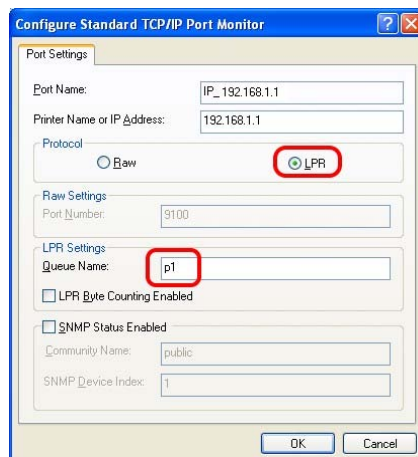 Configure Standard TCP/IP Port Monitor
Port Settings
Port Name: IP_ 192.168.1.1
Printer Name or IP Address: 192.168.1.1
Protocol
Raw LPR
Raw Settings
Port Number: 9100
LPR Settings
Queue Name: p1
LPR Byte Counting Enabled
SNMP Status Enabled
Community Name: public
SNMP Device Index: 1
OK Cancel